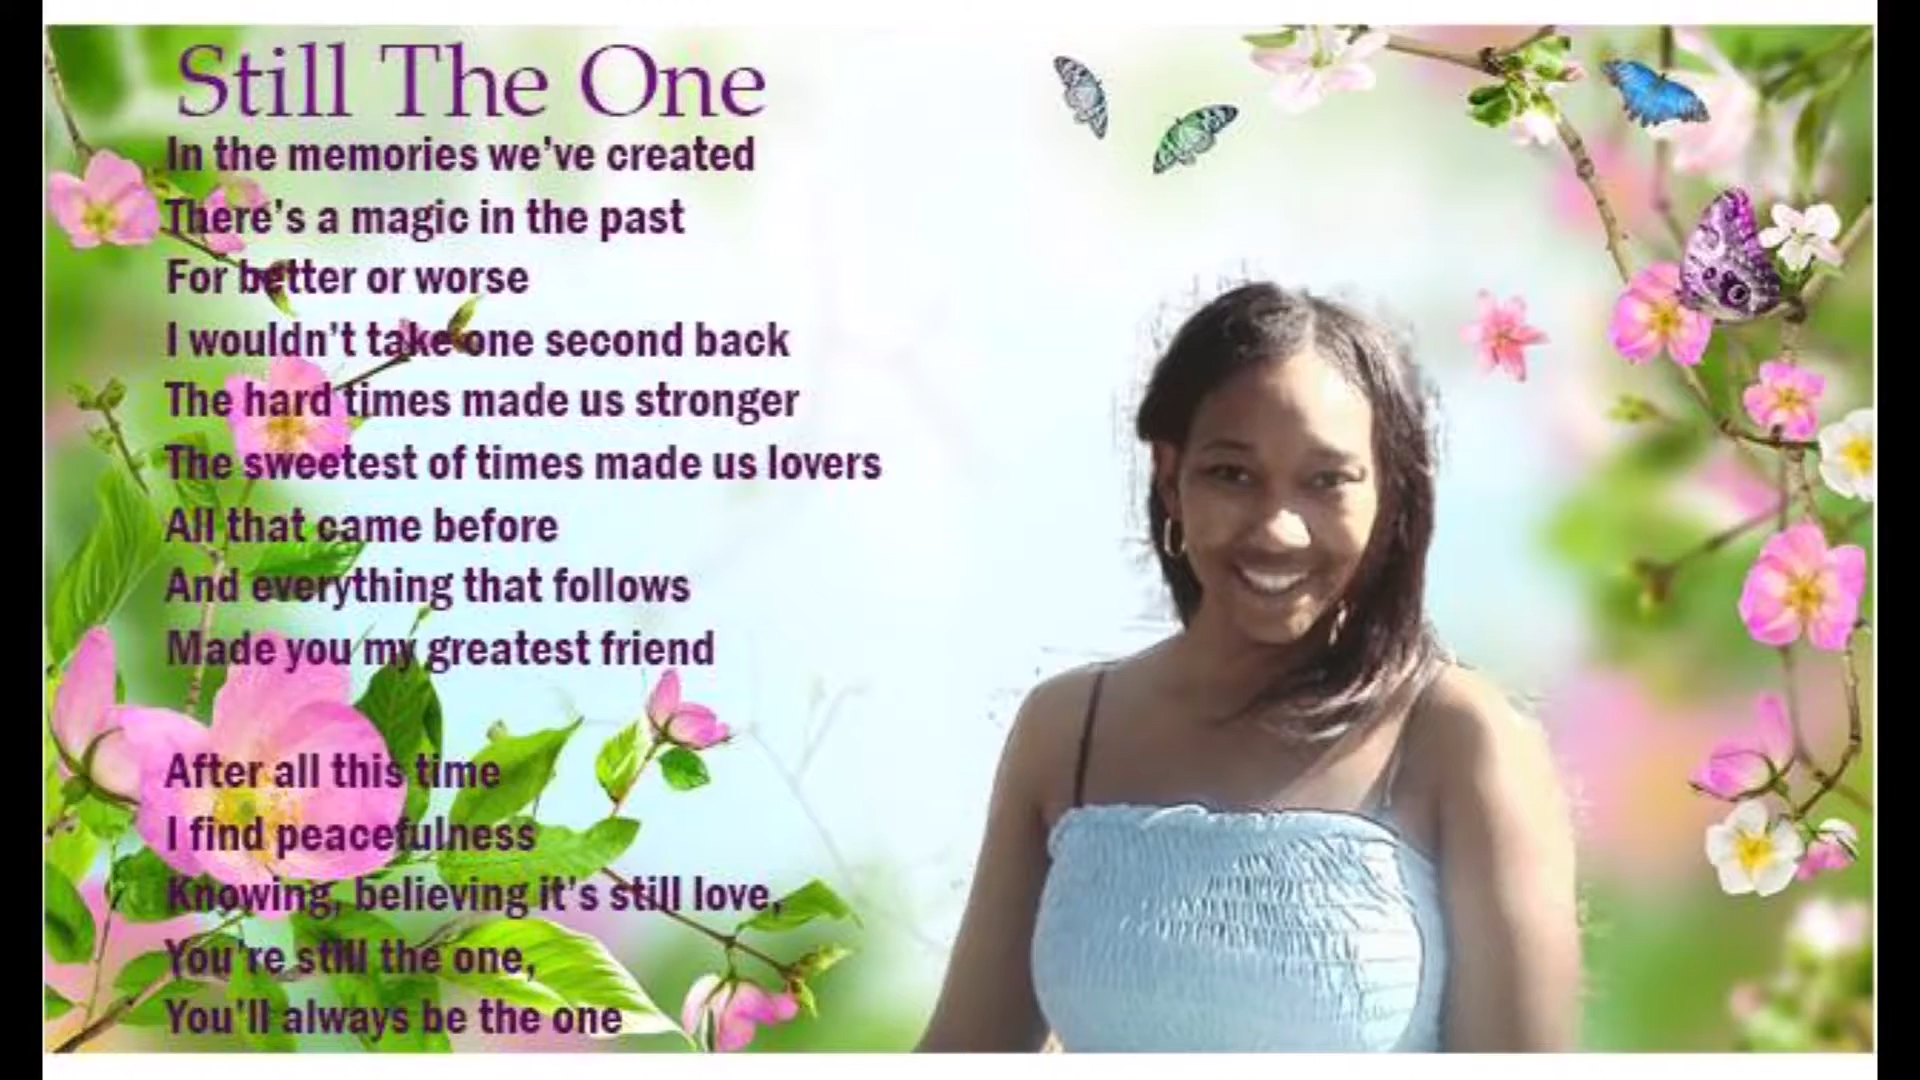 Still The One
In the memories we've created
There's a magic in the past
For better or worse
I wouldn't take one second back
The hard times made us stronger
The sweetest of times made us lovers
All that came before
And everything that follows
Made you my greatest friend
After all this time
I find peacefulness
Knowing, believing it's still love,
You're still the one,
You'll always be the one